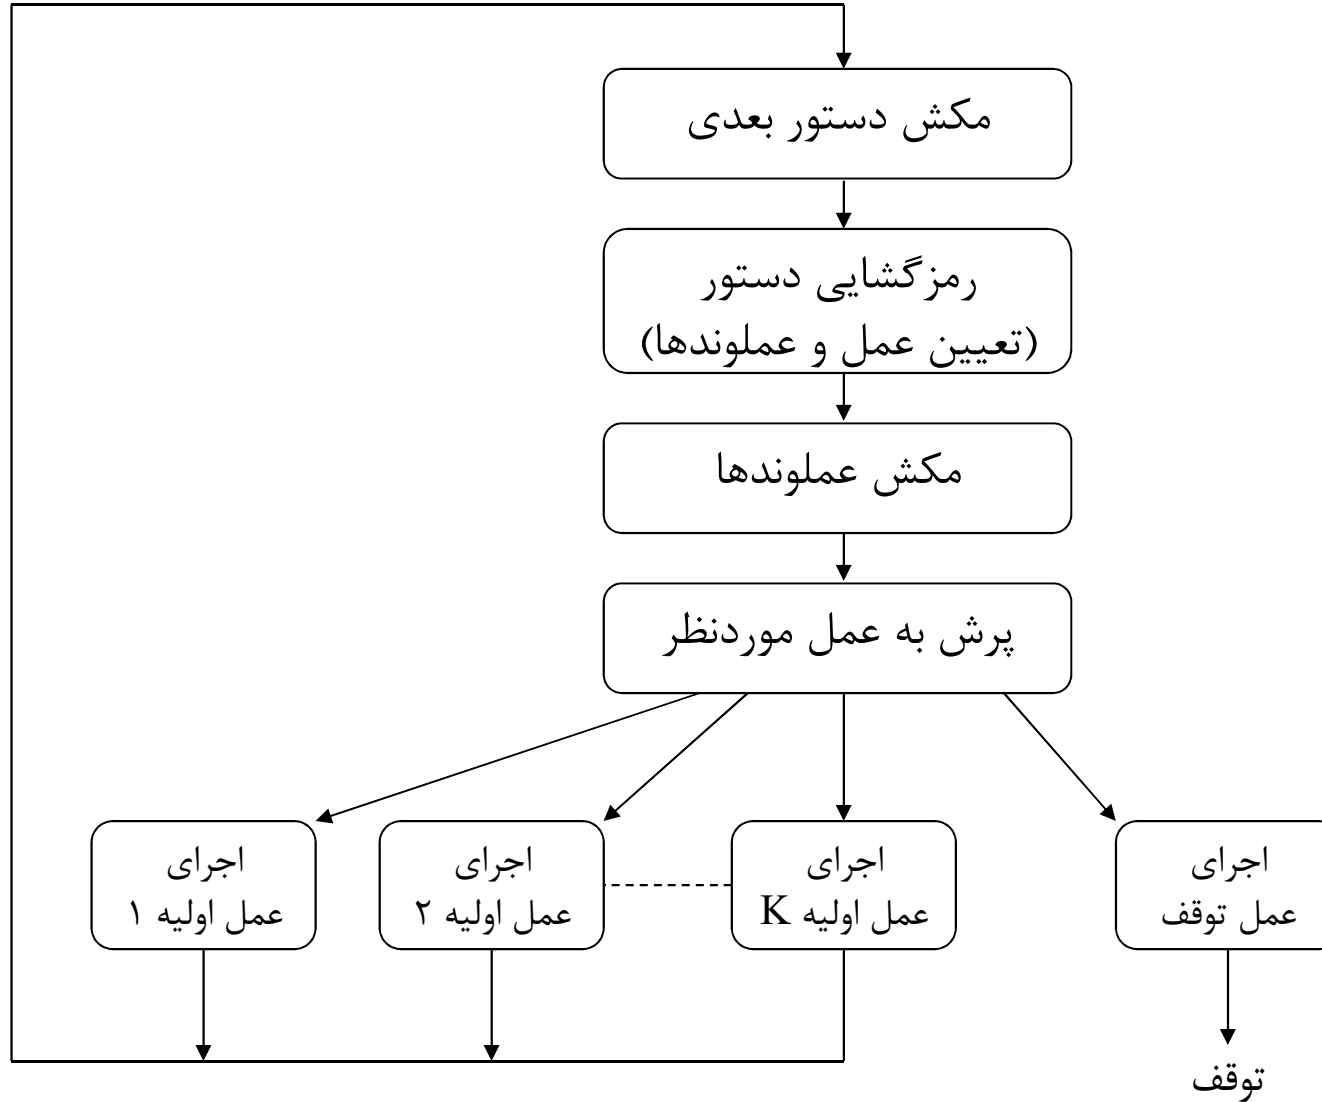 مکش دستور بعدی
رمزگشایی دستور
(تعیین عمل و عملوندها)
مکش عملوندها
پرش به عمل موردنظر
اجرای
عمل اولیه ۱
اجرای
عمل اولیه ۲
اجرای
عمل اولیه K
اجرای
عمل توقف
توقف